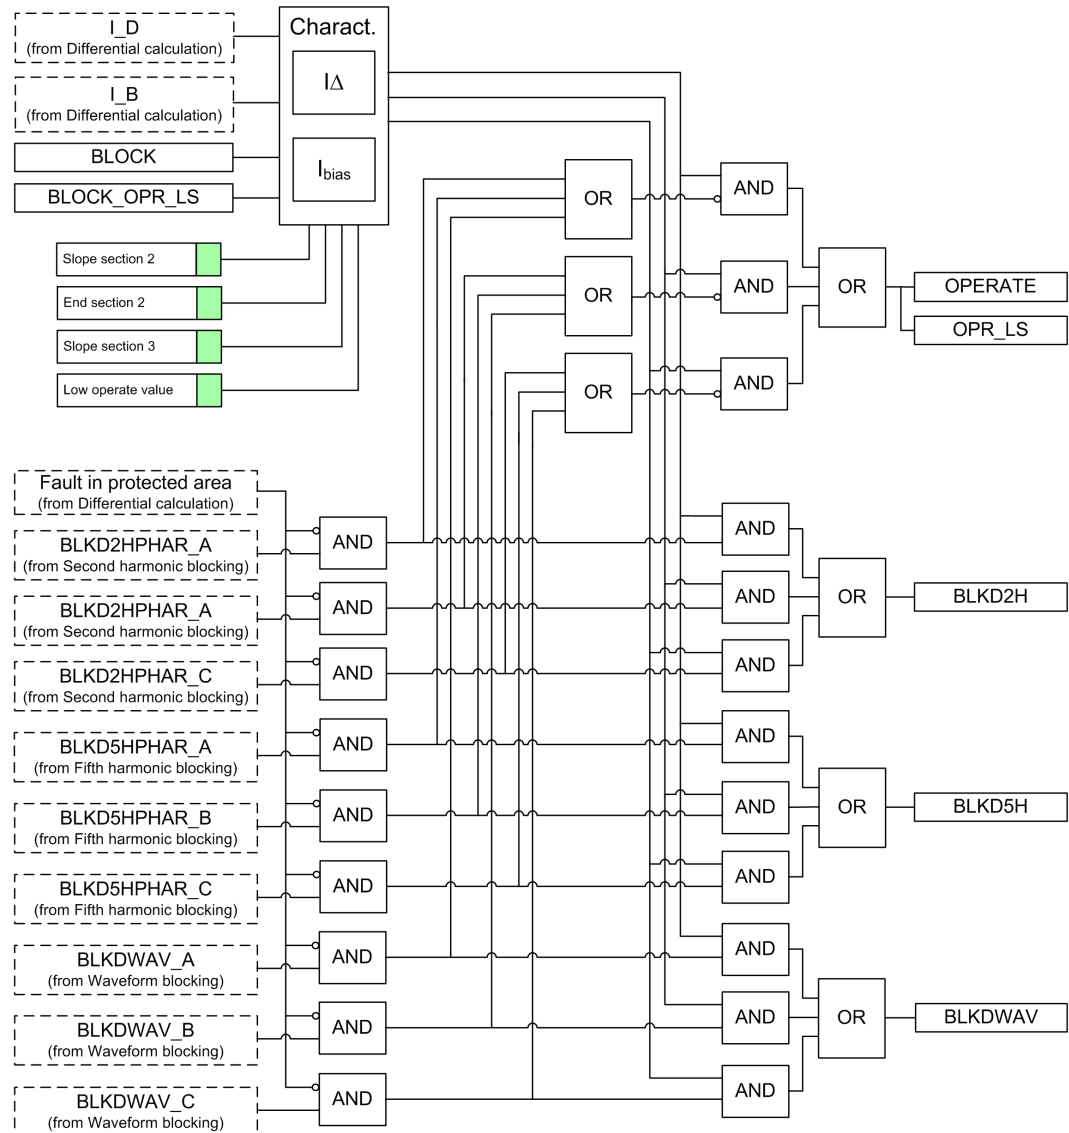 I_D
(from Differential calculation)
I_B
(from Differential calculation)
BLOCK
BLOCK_OPR_LS
Charact.
IΔ
Ibias
Slope section 2
End section 2
Slope section 3
Low operate value
OR
OR
OR
AND
AND
AND
OR
OPERATE
OPR_LS
Fault in protected area
(from Differential calculation)
BLKD2HPHAR_A
(from Second harmonic blocking)
BLKD2HPHAR_A
(from Second harmonic blocking)
BLKD2HPHAR_C
(from Second harmonic blocking)
BLKD5HPHAR_A
(from Fifth harmonic blocking)
BLKD5HPHAR_B
(from Fifth harmonic blocking)
BLKD5HPHAR_C
(from Fifth harmonic blocking)
BLKDWAV_A
(from Waveform blocking)
BLKDWAV_B
(from Waveform blocking)
BLKDWAV_C
(from Waveform blocking)
AND
AND
AND
AND
AND
AND
AND
AND
AND
AND
AND
AND
OR
BLKD2H
AND
AND
AND
OR
BLKD5H
AND
AND
AND
OR
BLKDWAV